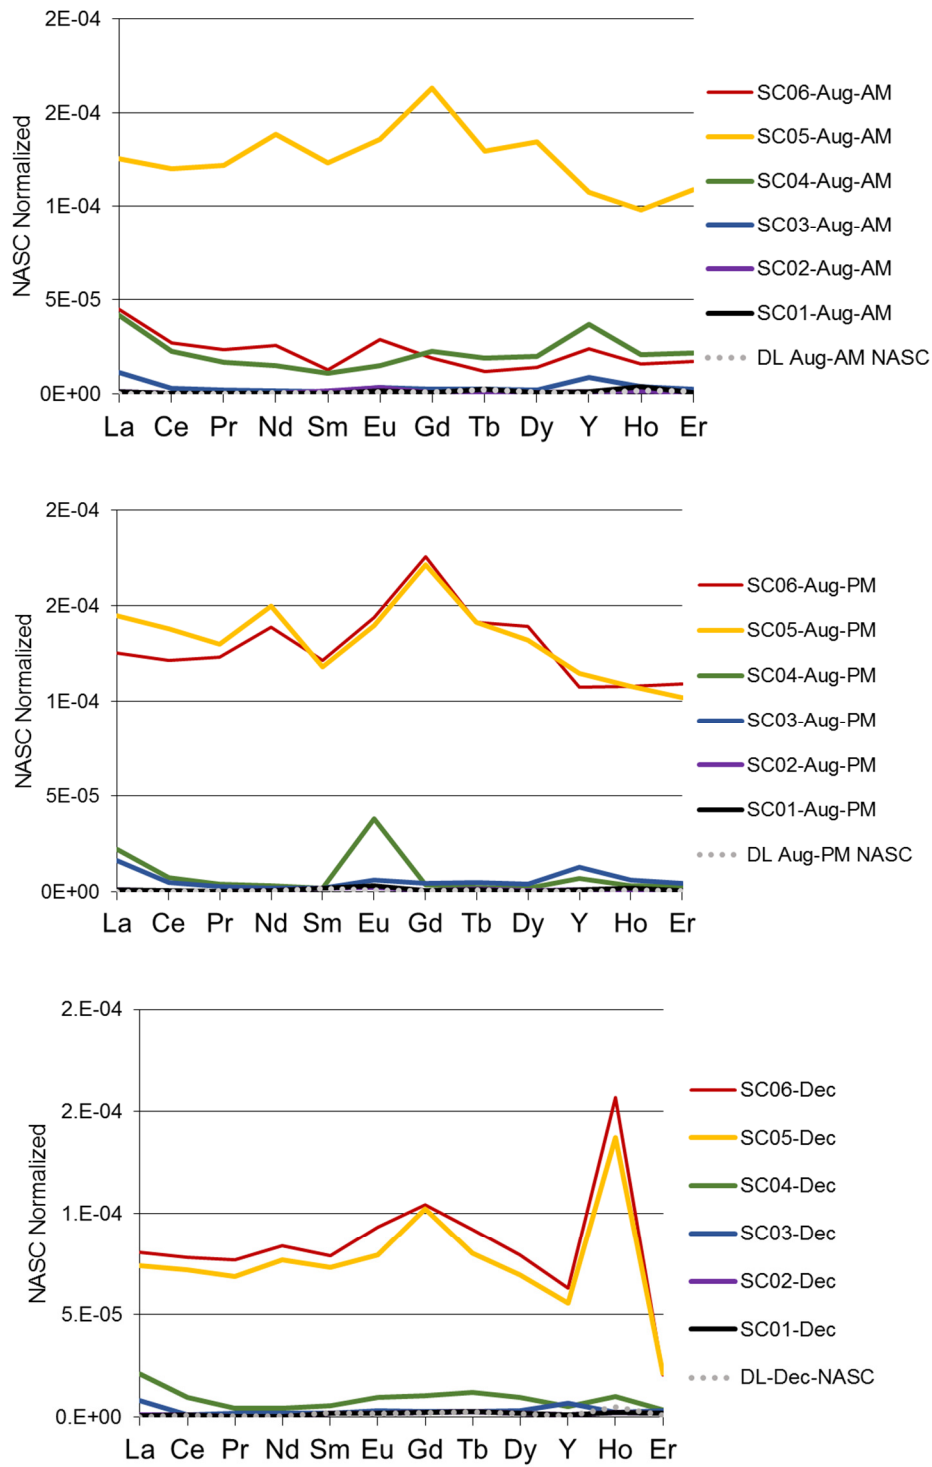 2E-04
2E-04
1E-04
5E-05
0E+00
NASC Normalized
La Ce Pr Nd Sm Eu Gd Tb Dy Y Ho Er
SC06-Aug-AM
SC05-Aug-AM
SC04-Aug-AM
SC03-Aug-AM
SC02-Aug-AM
SC01-Aug-AM
DL Aug-AM NASC
2E-04
2E-04
1E-04
5E-05
0E+00
NASC Normalized
La Ce Pr Nd Sm Eu Gd Tb Dy Y Ho Er
SC06-Aug-PM
SC05-Aug-PM
SC04-Aug-PM
SC03-Aug-PM
SC02-Aug-PM
SC01-Aug-PM
DL Aug-PM NASC
2.E-04
2.E-04
1.E-04
5.E-05
0.E+00
NASC Normalized
La Ce Pr Nd Sm Eu Gd Tb Dy Y Ho Er
SC06-Dec
SC05-Dec
SC04-Dec
SC03-Dec
SC02-Dec
SC01-Dec
DL-Dec-NASC